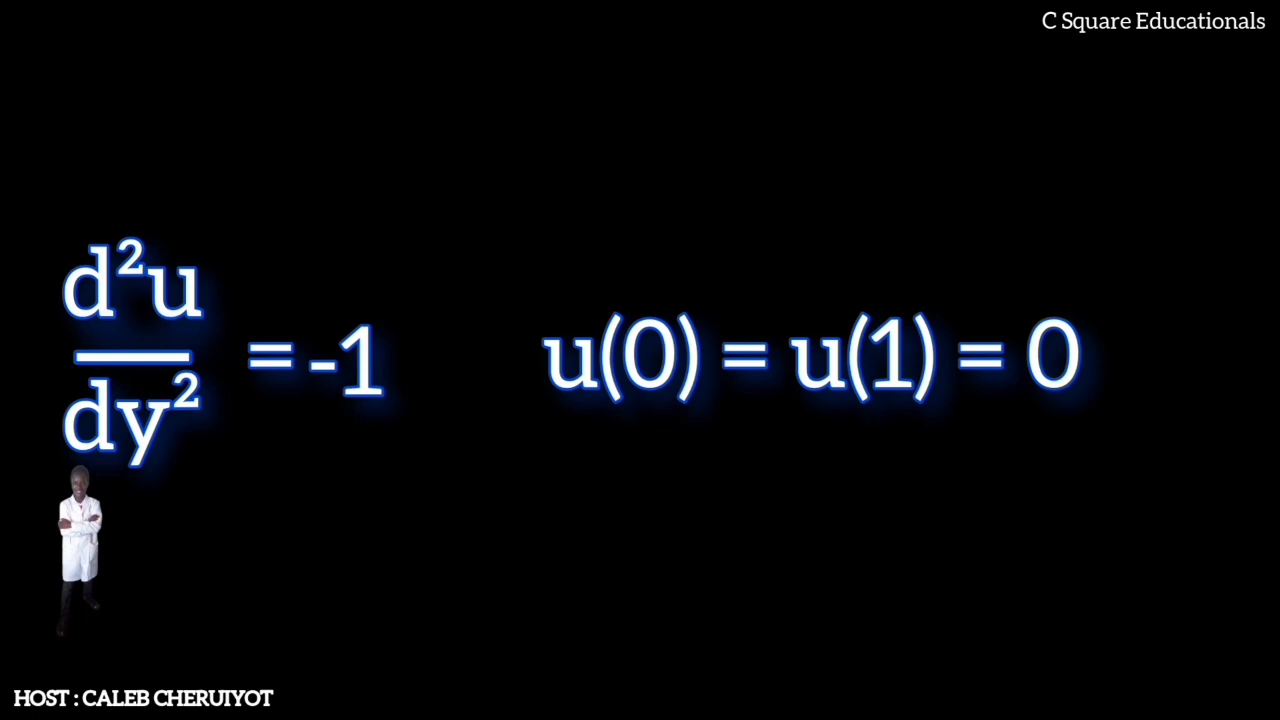 C Square Educationals
d²u
= -1
dy²
u(0) = u(1) = 0
HOST : CALEB CHERUIYOT